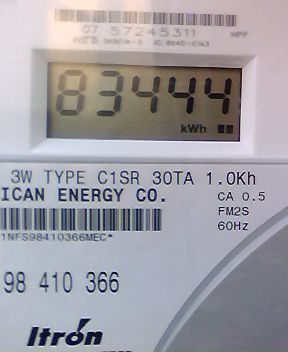 07 57245311 NPP
83444
kWh
3W TYPE C1SR 30TA 1.0Kh
ICAN ENERGY CO. CA 0.5
FM2S
60Hz
1NFS98410366MEC*
98 410 366
Itron